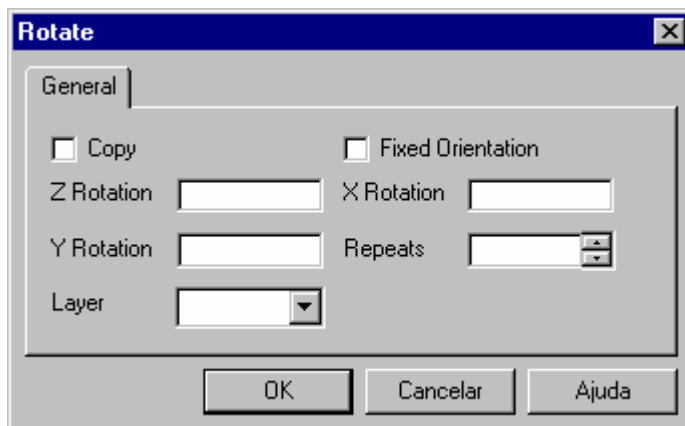 Rotate
General
Copy Fixed Orientation
Z Rotation X Rotation
Y Rotation Repeats
Layer
OK Cancelar Ajuda